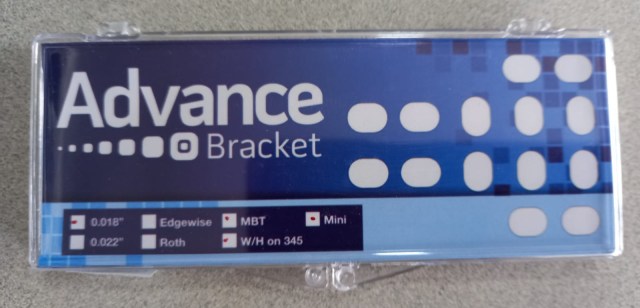 Advance
Bracket
0.018" Edgewise MBT Mini
0.022" Roth W/H on 345